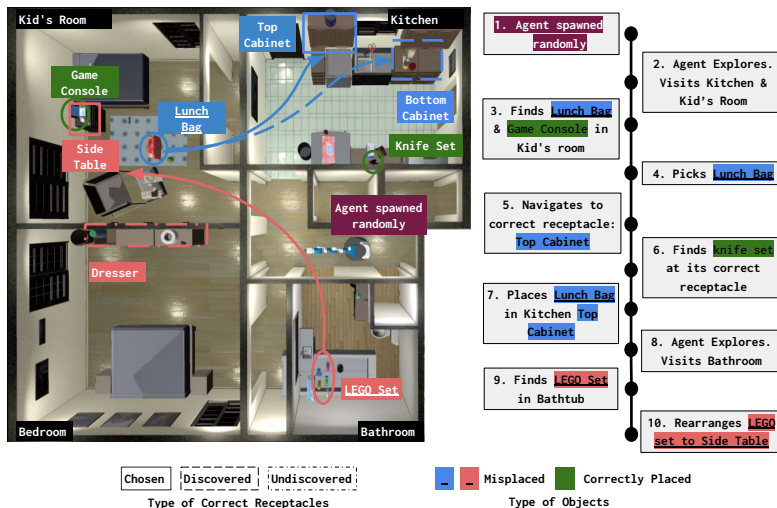 Kid's Room
Top
Cabinet
Kitchen
Game
Console
Lunch
Bag
Bottom
Cabinet
Side
Table
Knife Set
Agent spawned
randomly
Dresser
LEGO Set
Bedroom
Bathroom
1. Agent spawned
randomly
2. Agent Explores.
Visits Kitchen &
Kid's Room
3. Finds Lunch Bag
& Game Console in
Kid's room
4. Picks Lunch Bag
5. Navigates to
correct receptacle:
Top Cabinet
6. Finds knife set
at its correct
receptacle
7. Places Lunch Bag
in Kitchen Top
Cabinet
8. Agent Explores.
Visits Bathroom
9. Finds LEGO Set
in Bathtub
10. Rearranges LEGO
set to Side Table
Chosen Discovered Undiscovered
Type of Correct Receptacles
_ _ Misplaced Correctly Placed
Type of Objects